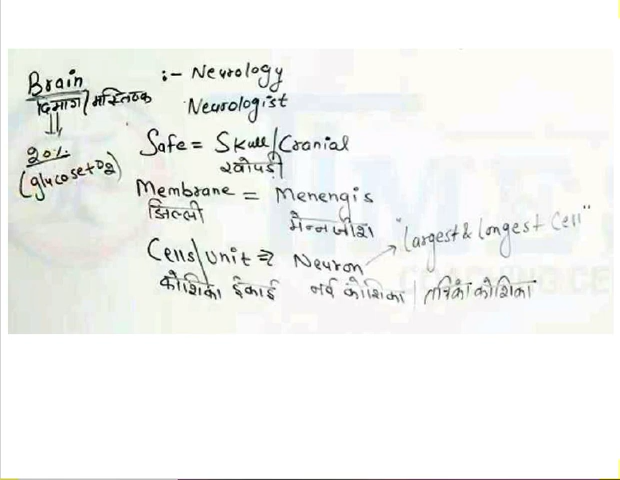 Brain :- Neurology
दिमाग/मस्तिष्क Neurologist
20% Safe = Skull/Cranial
(glucose+O2) खोपड़ी
Membrane = Menengis
झिल्ली मेनन जीश
Cells/unit => Neuron → "Largest & Longest Cell"
कोशिका ईकाई नर्व कोशिका / तंत्रिका कोशिका